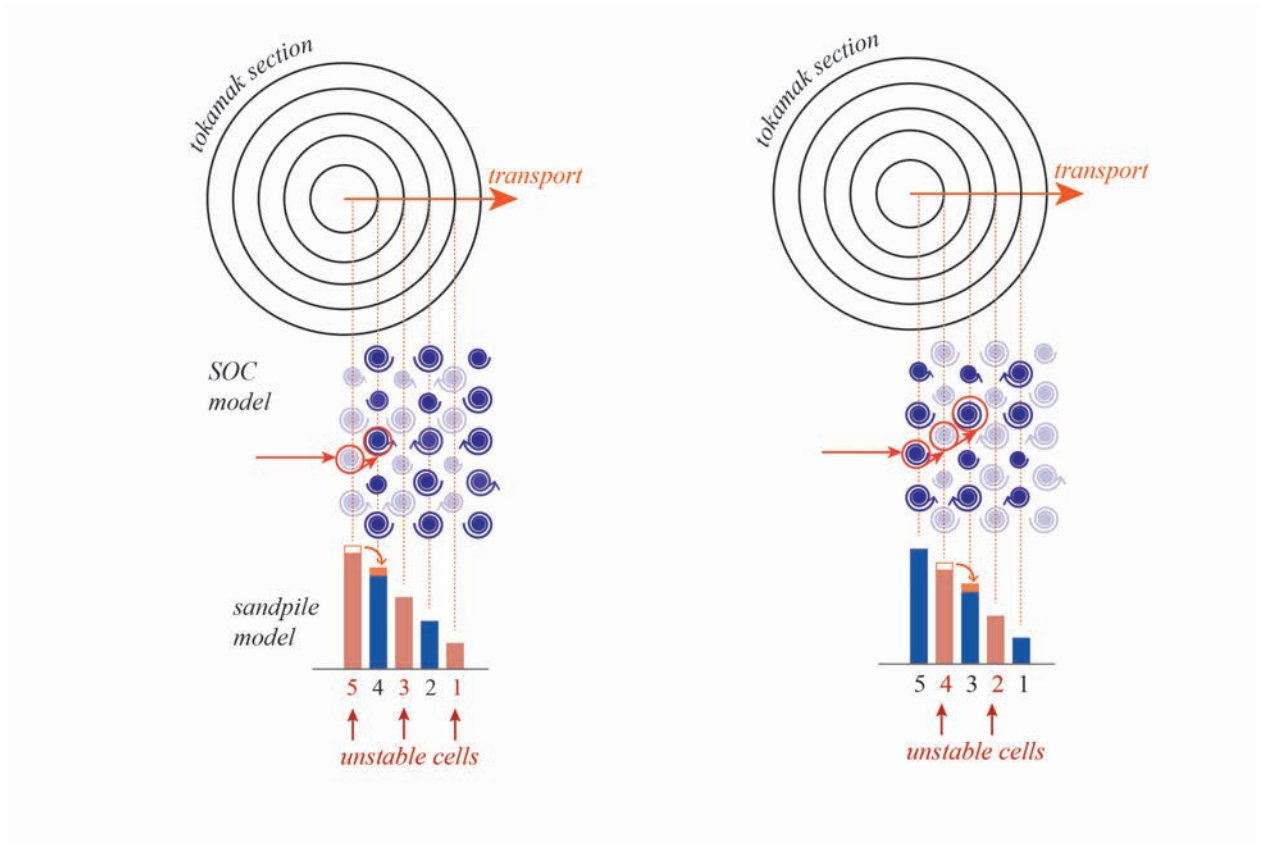 tokamak section
transport
SOC
model
sandpile
model
5 4 3 2 1
unstable cells
tokamak section
transport
5 4 3 2 1
unstable cells